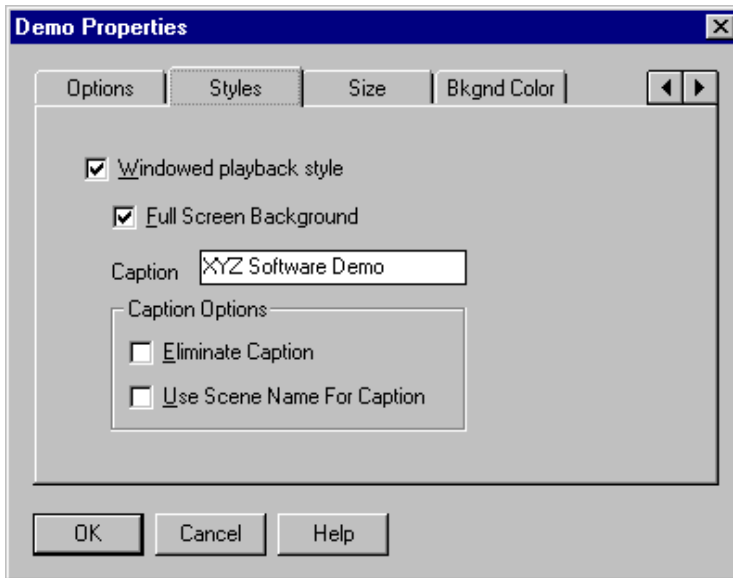 Demo Properties
Options Styles Size Bkgnd Color
Windowed playback style
Full Screen Background
Caption XYZ Software Demo
Caption Options
Eliminate Caption
Use Scene Name For Caption
OK Cancel Help